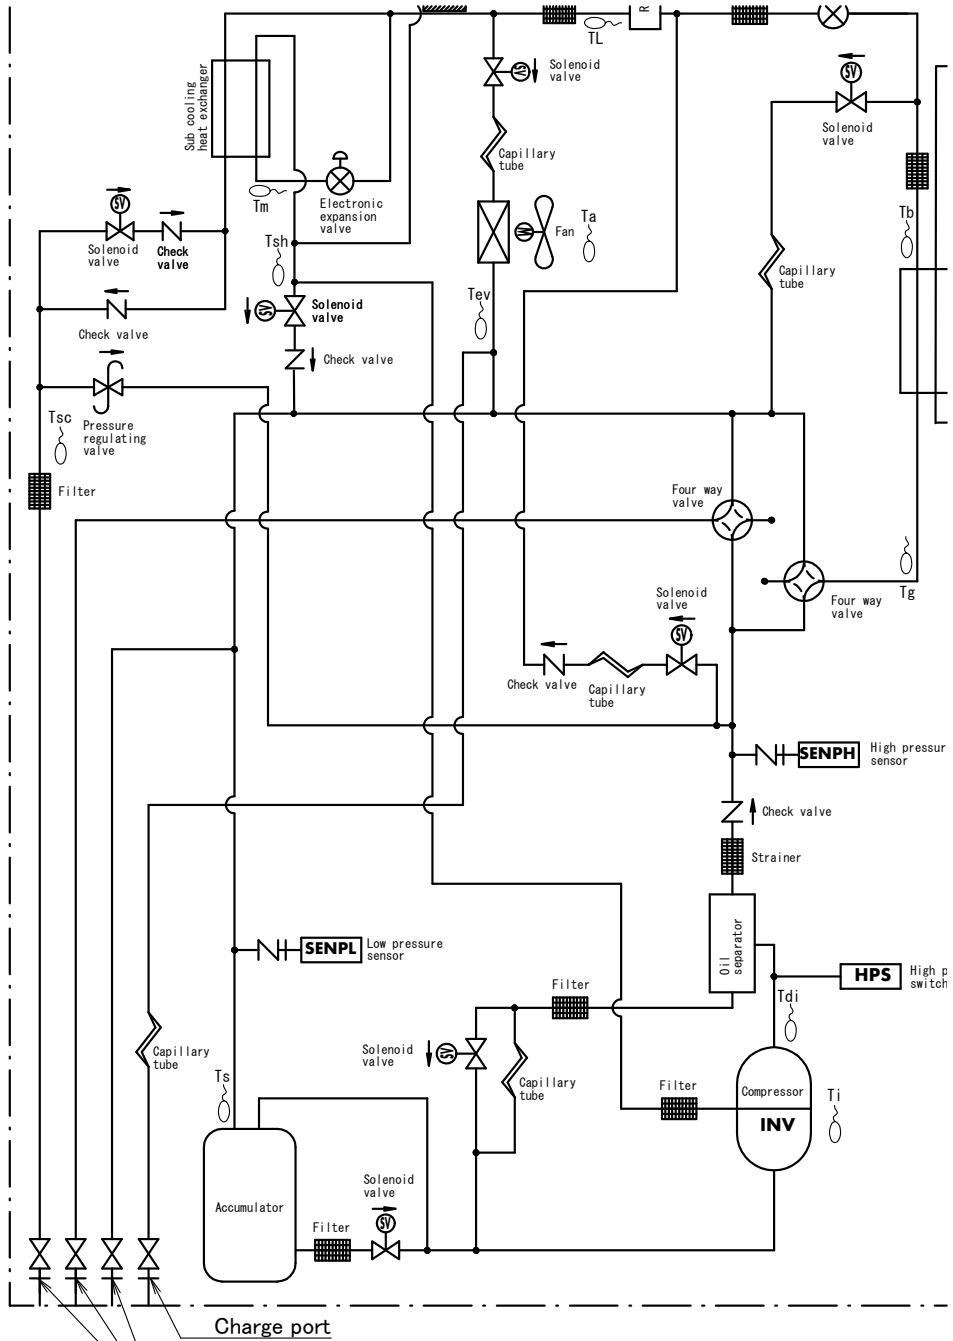 R
TL
SV
Solenoid
valve
SV
Solenoid
valve
Sub cooling
heat exchanger
Capillary
tube
Tm
Electronic
expansion
valve
SV
Solenoid
valve
Check
valve
Tsh
M
Fan
Ta
Tb
Capillary
tube
Check valve
SV
Solenoid
valve
Tev
Check valve
Tsc
Pressure
regulating
valve
Filter
Four way
valve
Tg
Four way
valve
Solenoid
valve
SV
Check valve
Capillary
tube
SENPH
High pressur
sensor
Check valve
Strainer
SENPL
Low pressure
sensor
Oil
separator
HPS
High p
switch
Filter
Tdi
Solenoid
valve
SV
Capillary
tube
Capillary
tube
Ts
Filter
Compressor
INV
Ti
Solenoid
valve
SV
Accumulator
Filter
Charge port